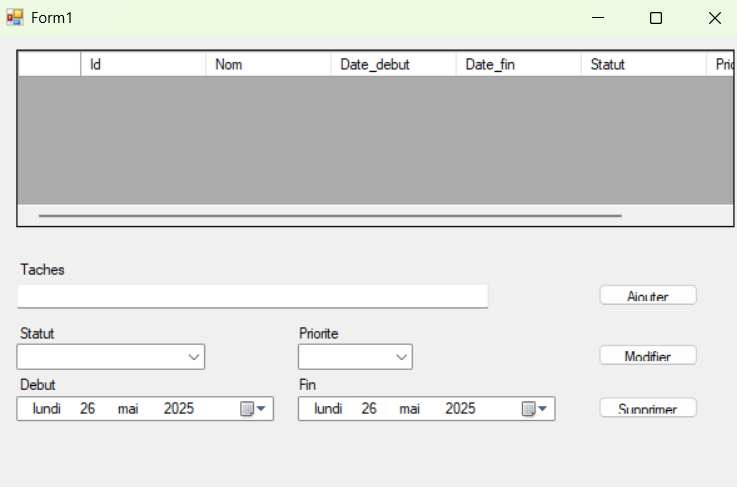 Form1
Id Nom Date_debut Date_fin Statut
Taches
Ajouter
Statut Priorite
Modifier
Debut Fin
lundi 26 mai 2025 lundi 26 mai 2025
Supprimer